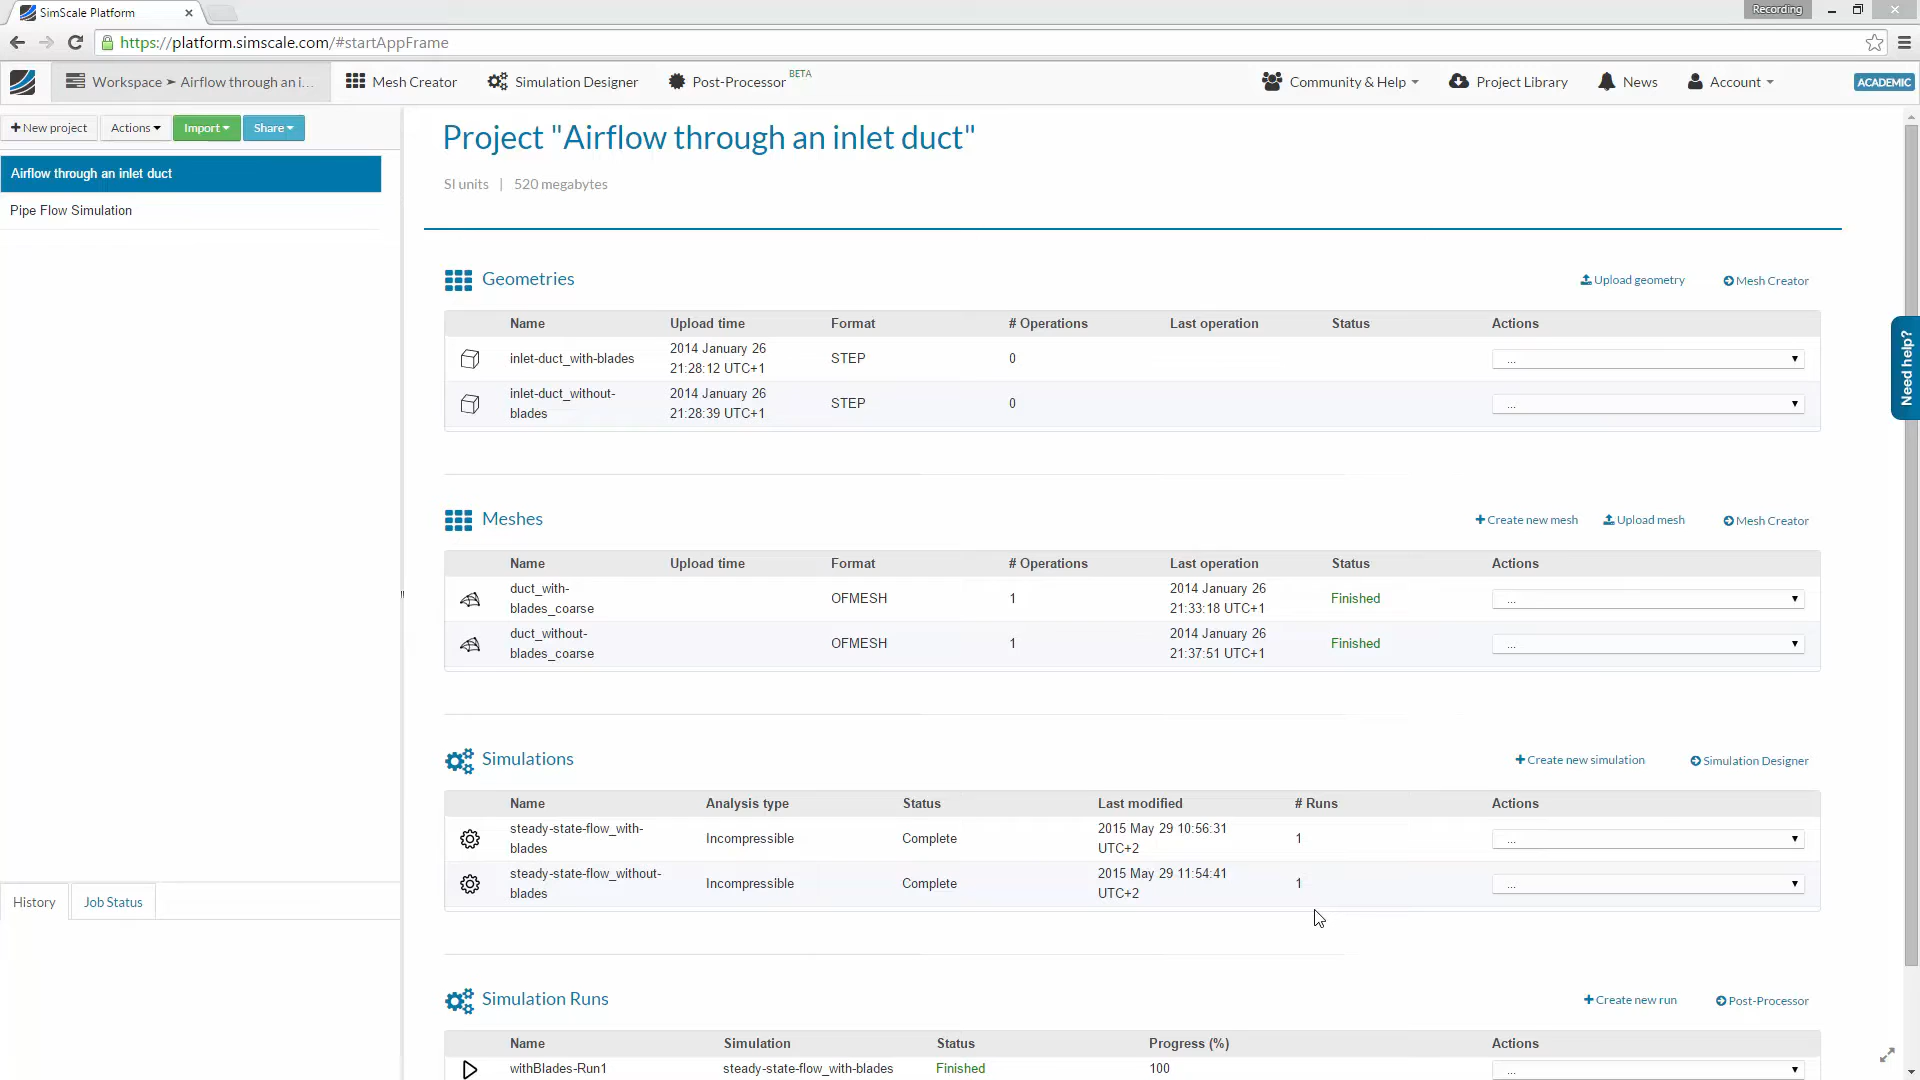 SimScale Platform
Recording
https://platform.simscale.com/#startAppFrame
Workspace ➤ Airflow through an i...
Mesh Creator
Simulation Designer
Post-Processor BETA
Community & Help
Project Library
News
Account
ACADEMIC
+ New project
Actions
Import
Share
Airflow through an inlet duct
Pipe Flow Simulation
History
Job Status
Project "Airflow through an inlet duct"
SI units | 520 megabytes
Geometries
Upload geometry
Mesh Creator
Name Upload time Format # Operations Last operation Status Actions
inlet-duct_with-blades 2014 January 26 21:28:12 UTC+1 STEP 0 ...
inlet-duct_without-blades 2014 January 26 21:28:39 UTC+1 STEP 0 ...
Meshes
+ Create new mesh
Upload mesh
Mesh Creator
Name Upload time Format # Operations Last operation Status Actions
duct_with-blades_coarse OFMESH 1 2014 January 26 21:33:18 UTC+1 Finished ...
duct_without-blades_coarse OFMESH 1 2014 January 26 21:37:51 UTC+1 Finished ...
Simulations
+ Create new simulation
Simulation Designer
Name Analysis type Status Last modified # Runs Actions
steady-state-flow_with-blades Incompressible Complete 2015 May 29 10:56:31 UTC+2 1 ...
steady-state-flow_without-blades Incompressible Complete 2015 May 29 11:54:41 UTC+2 1 ...
Simulation Runs
+ Create new run
Post-Processor
Name Simulation Status Progress (%) Actions
withBlades-Run1 steady-state-flow_with-blades Finished 100 ...
Need help?